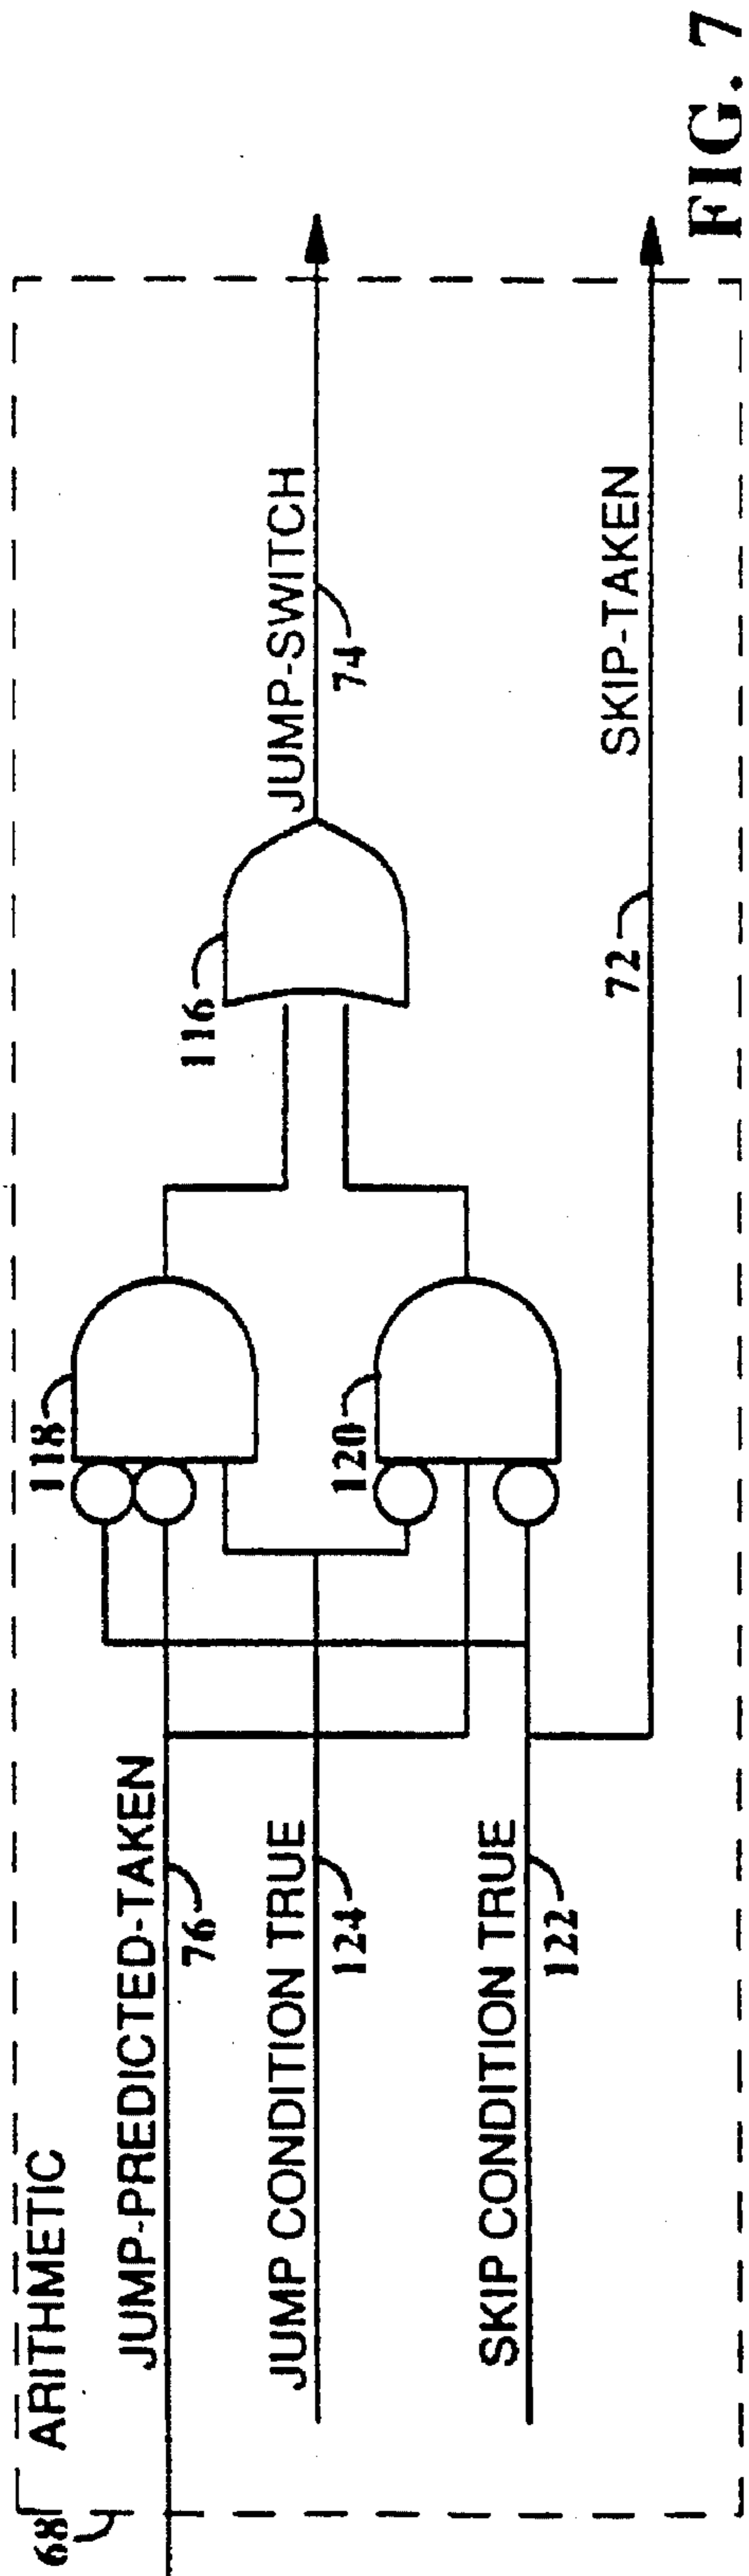 68
ARITHMETIC
JUMP-PREDICTED-TAKEN
76
JUMP CONDITION TRUE
124
SKIP CONDITION TRUE
122
118
120
116
JUMP-SWITCH
74
SKIP-TAKEN
72
FIG. 7